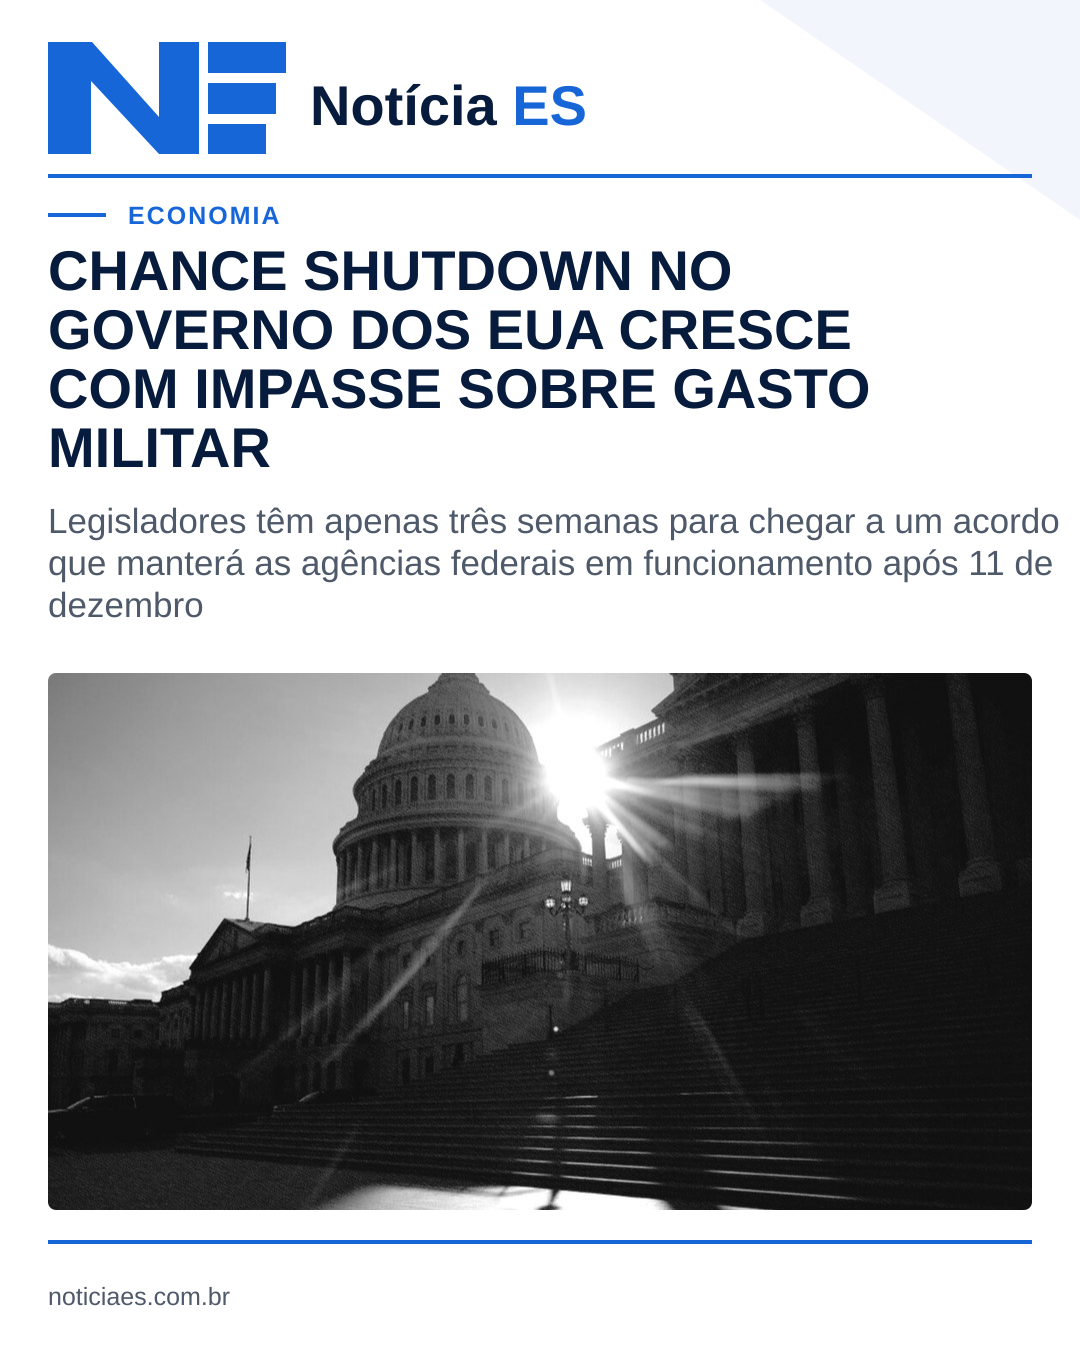 NE
Notícia ES
ECONOMIA
CHANCE SHUTDOWN NO
GOVERNO DOS EUA CRESCE
COM IMPASSE SOBRE GASTO
MILITAR
Legisladores têm apenas três semanas para chegar a um acordo
que manterá as agências federais em funcionamento após 11 de
dezembro
noticiaes.com.br